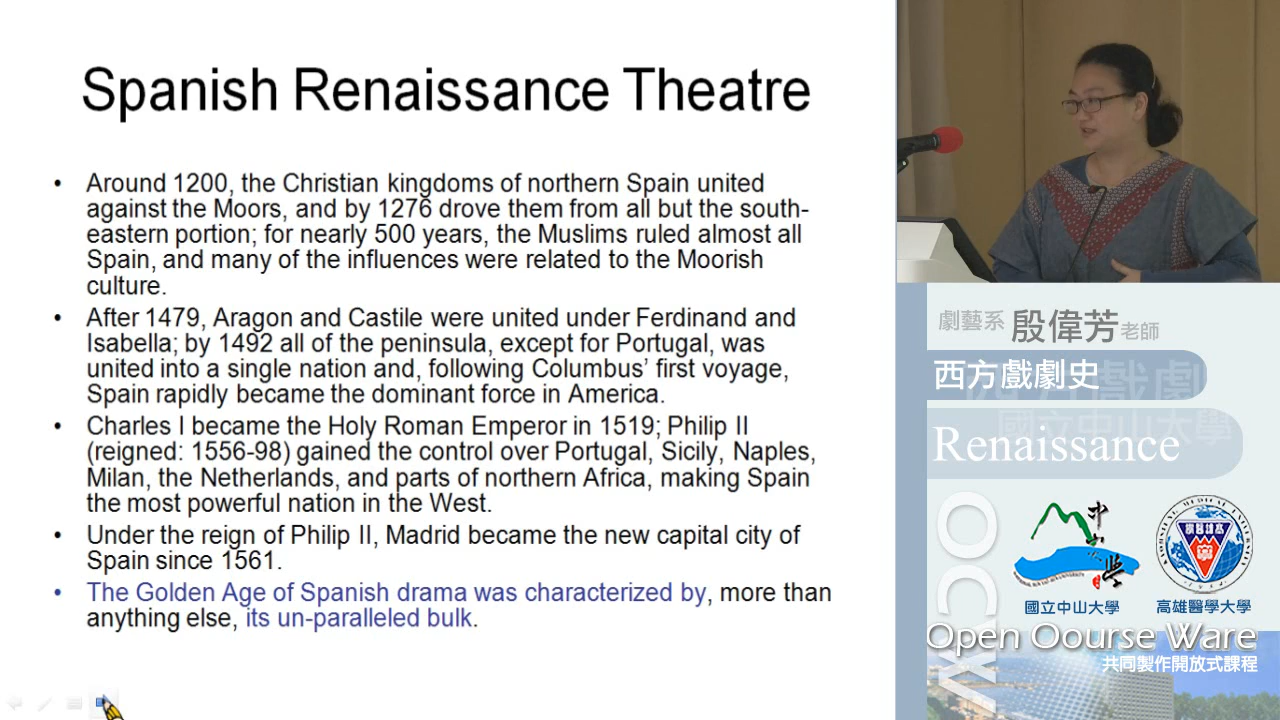 Spanish Renaissance Theatre
• Around 1200, the Christian kingdoms of northern Spain united
against the Moors, and by 1276 drove them from all but the south-
eastern portion; for nearly 500 years, the Muslims ruled almost all
Spain, and many of the influences were related to the Moorish
culture.
• After 1479, Aragon and Castile were united under Ferdinand and
Isabella; by 1492 all of the peninsula, except for Portugal, was
united into a single nation and, following Columbus' first voyage,
Spain rapidly became the dominant force in America.
• Charles I became the Holy Roman Emperor in 1519; Philip II
(reigned: 1556-98) gained the control over Portugal, Sicily, Naples,
Milan, the Netherlands, and parts of northern Africa, making Spain
the most powerful nation in the West.
• Under the reign of Philip II, Madrid became the new capital city of
Spain since 1561.
• The Golden Age of Spanish drama was characterized by, more than
anything else, its un-paralleled bulk.
劇藝系 殷偉芳老師
西方戲劇史
Renaissance
OCW
國立中山大學
高雄醫學大學
Open Oourse Ware
共同製作開放式課程